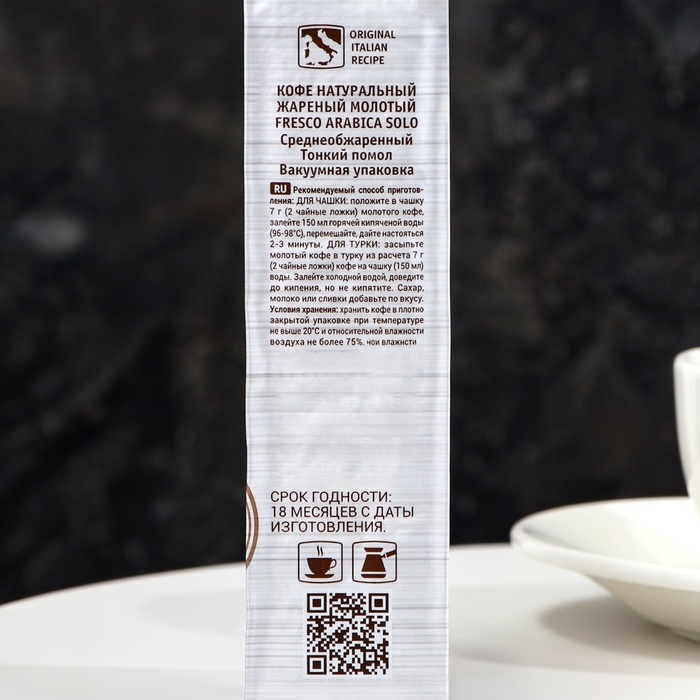 ORIGINAL
ITALIAN
RECIPE
КОФЕ НАТУРАЛЬНЫЙ
ЖАРЕНЫЙ МОЛОТЫЙ
FRESCO ARABICA SOLO
Среднеобжаренный
Тонкий помол
Вакуумная упаковка
RU Рекомендуемый способ приготов-
ления: ДЛЯ ЧАШКИ: положите в чашку
7 г (2 чайные ложки) молотого кофе,
залейте 150 мл горячей кипяченой воды
(96-98°С), перемешайте, дайте настояться
2-3 минуты. ДЛЯ ТУРКИ: засыпьте
молотый кофе в турку из расчета 7 г
(2 чайные ложки) кофе на чашку (150 мл)
воды. Залейте холодной водой, доведите
до кипения, но не кипятите. Сахар,
молоко или сливки добавьте по вкусу.
Условия хранения: хранить кофе в плотно
закрытой упаковке при температуре
не выше 20°С и относительной влажности
воздуха не более 75%. ной влажнсти
СРОК ГОДНОСТИ:
18 МЕСЯЦЕВ С ДАТЫ
ИЗГОТОВЛЕНИЯ.